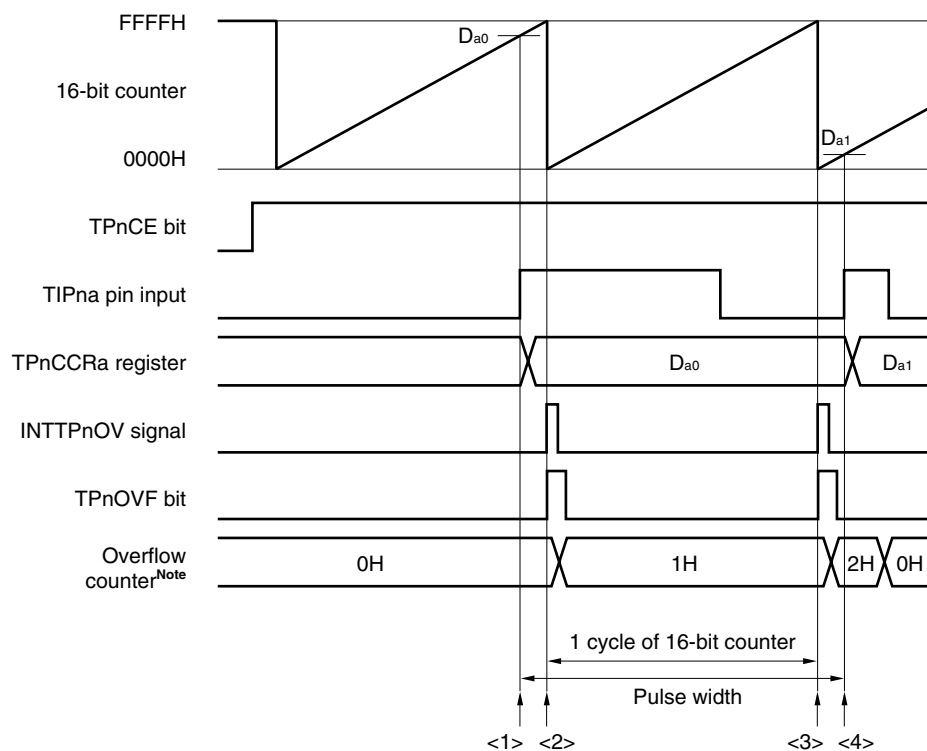 FFFFH
Da0
16-bit counter
0000H
Da1
TPnCE bit
TIPna pin input
TPnCCRa register
Da0
Da1
INTTPnOV signal
TPnOVF bit
Overflow
counterNote
0H
1H
2H
0H
1 cycle of 16-bit counter
Pulse width
<1> <2> <3> <4>